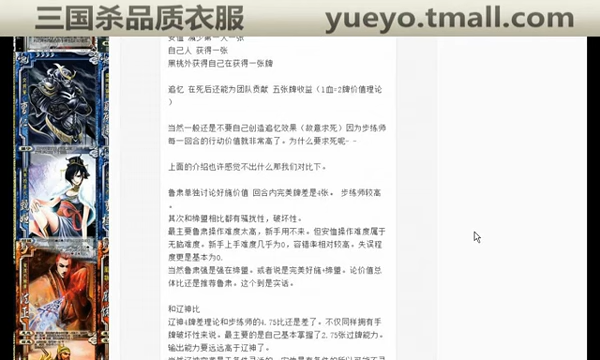 三国杀品质衣服 yueyo.tmall.com
安恤 减少第一人一张
自己人 获得一张
黑桃外获得自己在获得一张牌
追忆 在死后还能为团队贡献 五张牌收益（1血=2牌价值理论
）
当然一般还是不要自己创造追忆效果（故意求死）因为步练师
每一回合的行动价值就非常高了。为什么要求死呢--
上面的介绍也许感觉不出什么那我们对比下。
鲁肃单独讨论好施价值 回合内完美牌差是4张。 步练师较高
。
其次和缔盟相比都有骚扰性，破坏性。
最主要鲁肃操作难度太高，新手用不来。但安恤操作难度属于
无脑难度。新手上手难度几乎为0，容错率相对较高。失误程
度更是基本为0.
当然鲁肃强是强在缔盟。或者说是完美好施+缔盟。论价值总
体比还是推荐鲁肃。这个到是实话。
和辽神比
辽神4牌差理论和步练师的4.75比还是差了。不仅同样拥有手
牌破坏性来说。最主要的是自己基本掌握了2.75张过牌能力。
输出能力要远远高于辽神了。